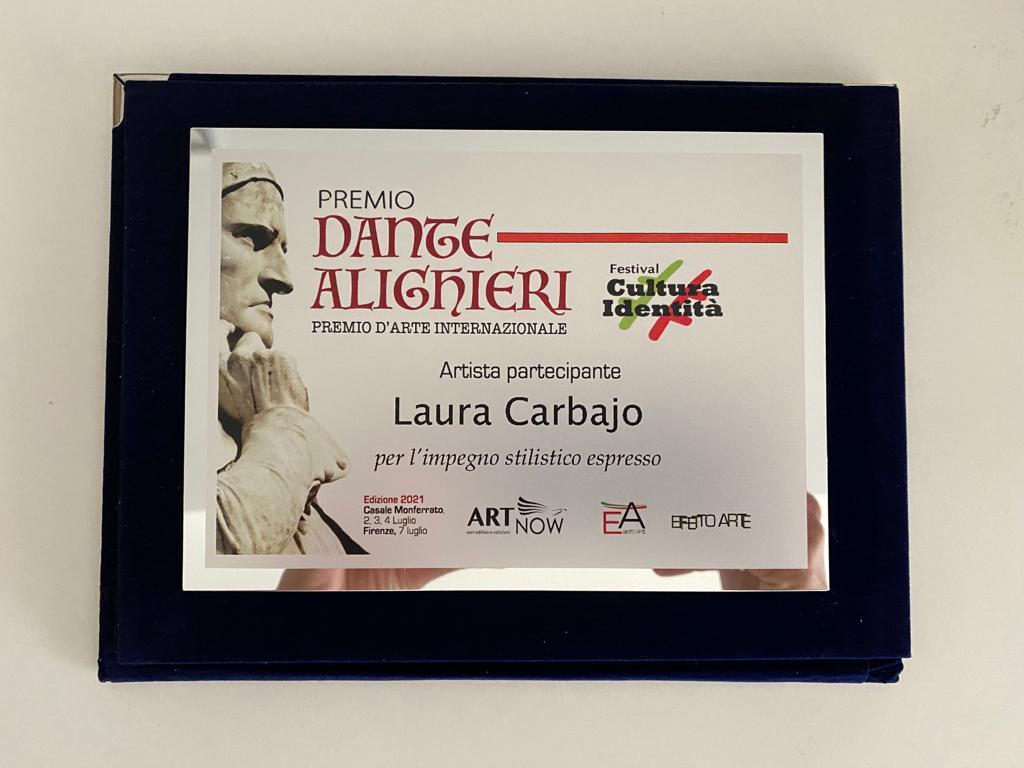 PREMIO
DANTE
ALIGHIERI
PREMIO D'ARTE INTERNAZIONALE
Festival
Cultura
Identità
Artista partecipante
Laura Carbajo
per l'impegno stilistico espresso
Edizione 2021
Casale Monferrato,
2, 3, 4 Luglio
Firenze, 7 luglio
ART
NOW
EA
EFFETTO ARTE